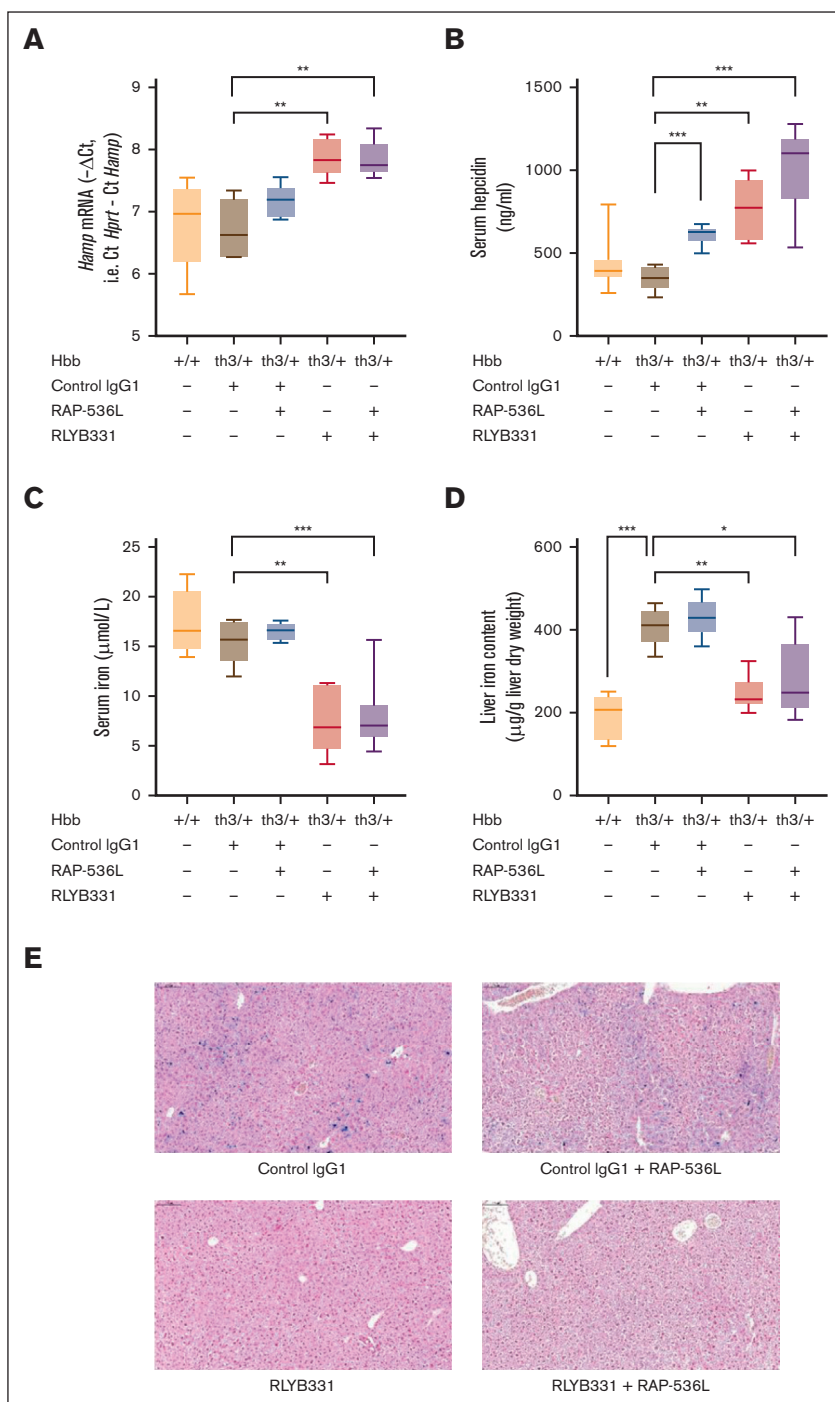 A
**
**
9
8
7
6
5
Hamp mRNA (−ΔCt,
i.e. Ct Hprt - Ct Hamp)
Hbb +/+ th3/+ th3/+ th3/+ th3/+
Control IgG1 − + + − −
RAP-536L − − + − +
RLYB331 − − − + +
B
***
**
***
1500
1000
500
0
Serum hepcidin
(ng/ml)
Hbb +/+ th3/+ th3/+ th3/+ th3/+
Control IgG1 − + + − −
RAP-536L − − + − +
RLYB331 − − − + +
C
***
**
25
20
15
10
5
0
Serum iron (μmol/L)
Hbb +/+ th3/+ th3/+ th3/+ th3/+
Control IgG1 − + + − −
RAP-536L − − + − +
RLYB331 − − − + +
D
***
*
**
600
400
200
0
Liver iron content
(μg/g liver dry weight)
Hbb +/+ th3/+ th3/+ th3/+ th3/+
Control IgG1 − + + − −
RAP-536L − − + − +
RLYB331 − − − + +
E
Control IgG1
Control IgG1 + RAP-536L
RLYB331
RLYB331 + RAP-536L